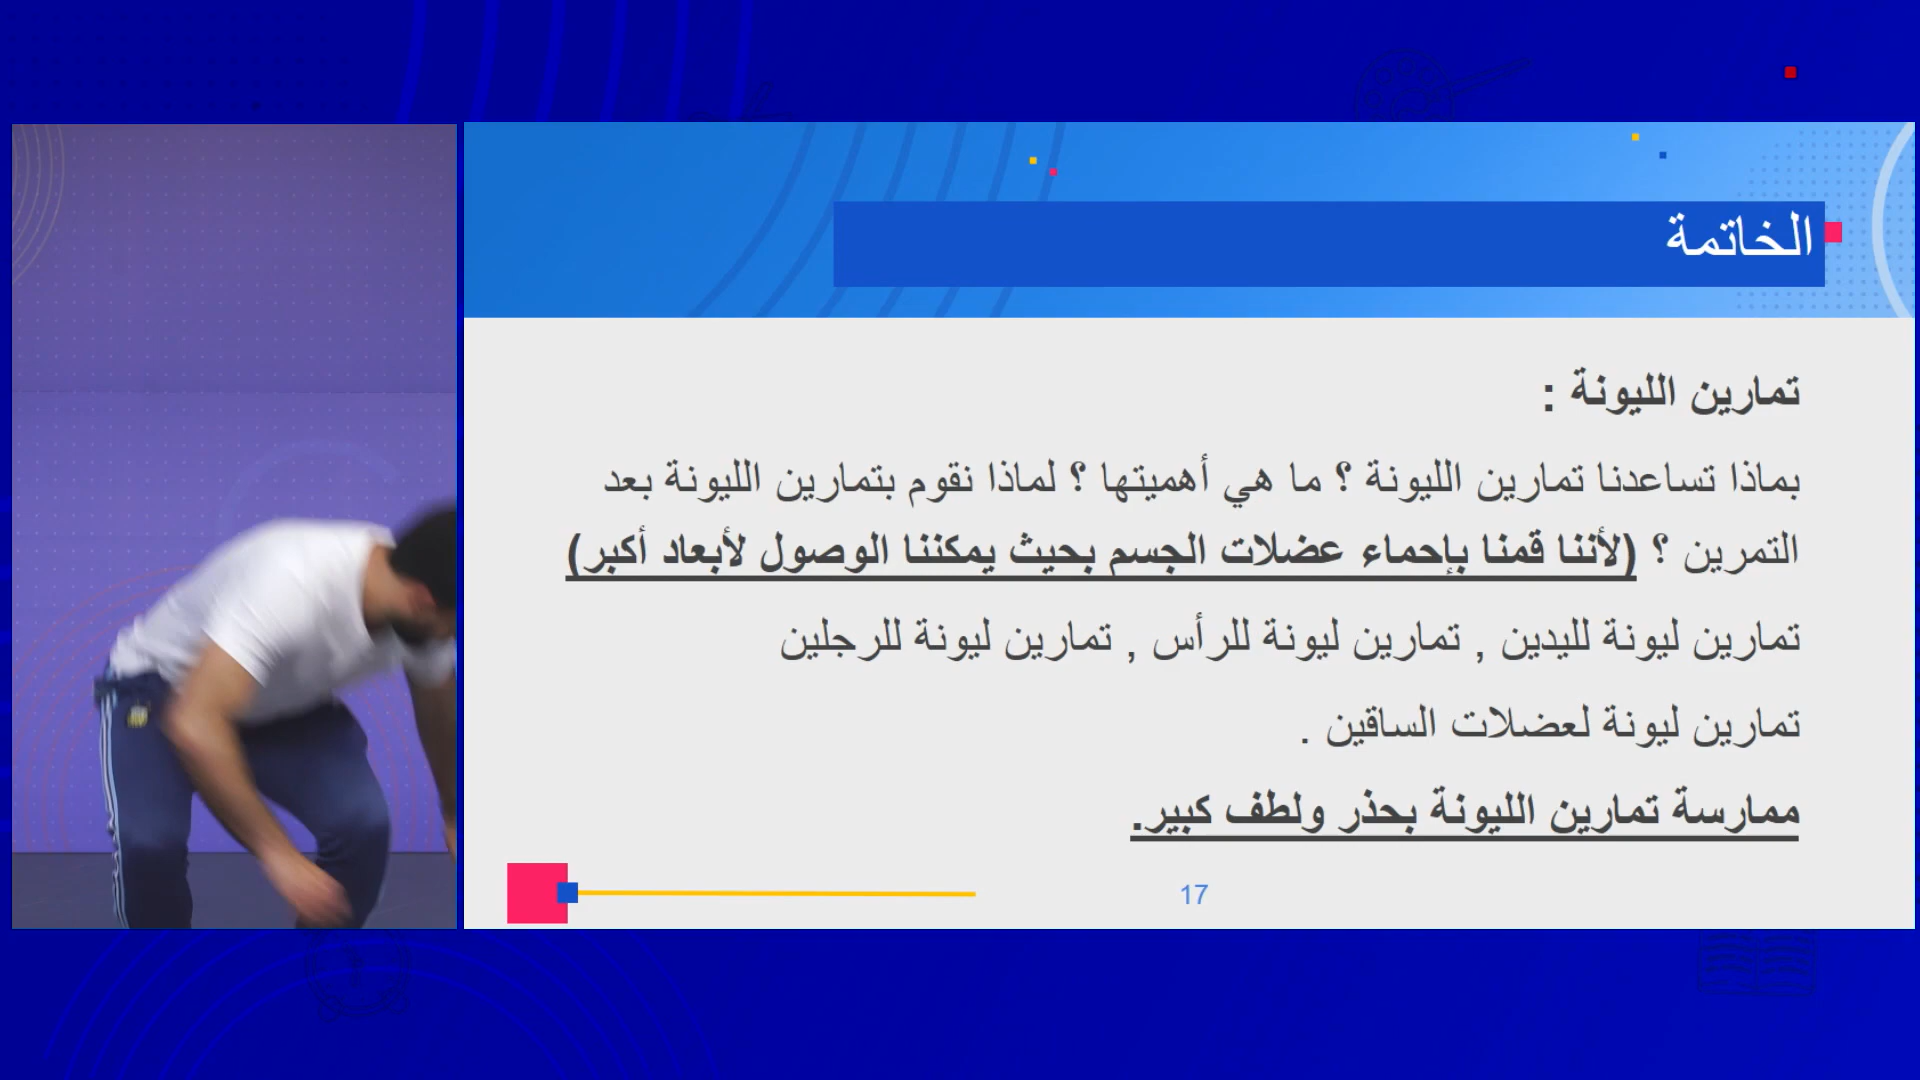 الخاتمة
تمارين الليونة :
بماذا تساعدنا تمارين الليونة ؟ ما هي أهميتها ؟ لماذا نقوم بتمارين الليونة بعد
التمرين ؟ (لأننا قمنا بإحماء عضلات الجسم بحيث يمكننا الوصول لأبعاد أكبر)
تمارين ليونة لليدين , تمارين ليونة للرأس , تمارين ليونة للرجلين
تمارين ليونة لعضلات الساقين .
ممارسة تمارين الليونة بحذر ولطف كبير.
17